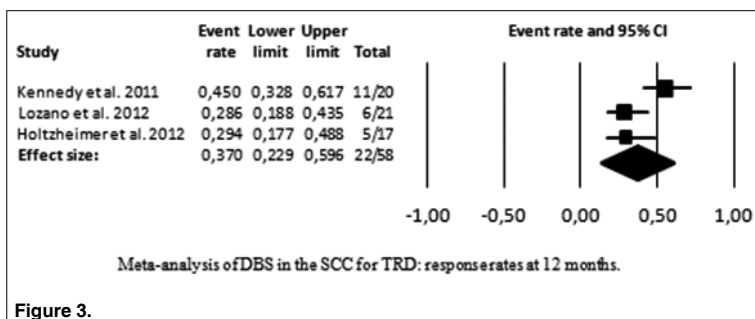 Event Lower Upper Event rate and 95% CI
Study rate limit limit Total
Kennedy et al. 2011 0,450 0,328 0,617 11/20
Lozano et al. 2012 0,286 0,188 0,435 6/21
Holtzheimer et al. 2012 0,294 0,177 0,488 5/17
Effect size: 0,370 0,229 0,596 22/58
-1,00 -0,50 0,00 0,50 1,00
Meta-analysis of DBS in the SCC for TRD: response rates at 12 months.
Figure 3.